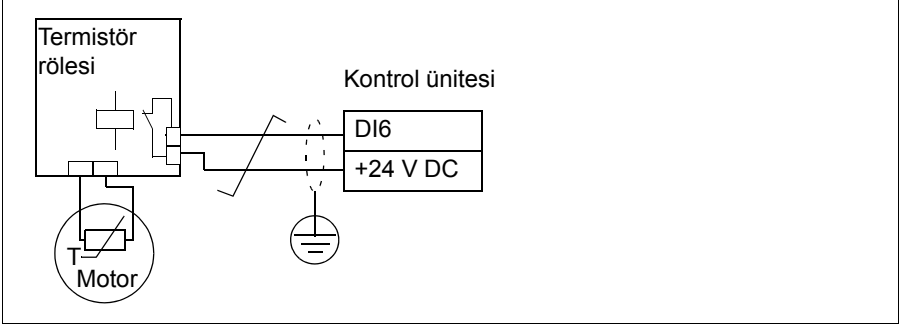 Termistör
rölesi
Kontrol ünitesi
DI6
+24 V DC
T
Motor